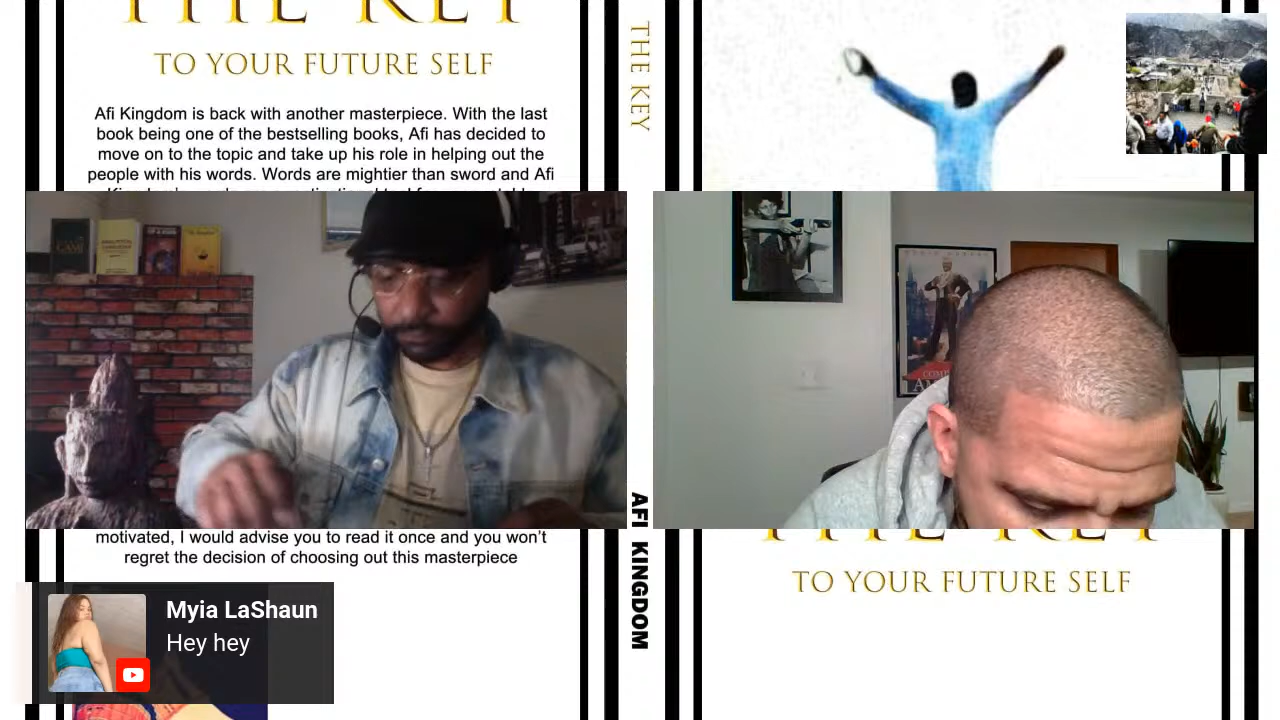 THE KEY
TO YOUR FUTURE SELF
Afi Kingdom is back with another masterpiece. With the last
book being one of the bestselling books, Afi has decided to
move on to the topic and take up his role in helping out the
people with his words. Words are mightier than sword and Afi
motivated, I would advise you to read it once and you won't
regret the decision of choosing out this masterpiece
THE KEY
AFI KINGDOM
THE KEY
TO YOUR FUTURE SELF
Myia LaShaun
Hey hey